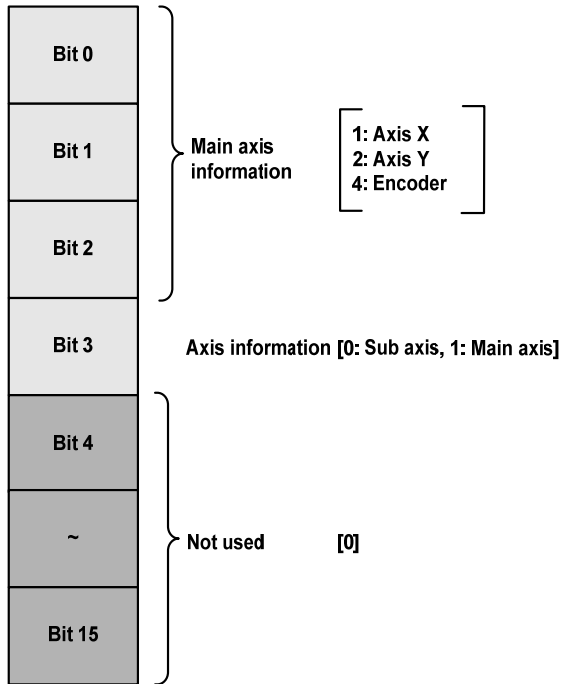 Bit 0
Bit 1
Bit 2
Main axis
information
1: Axis X
2: Axis Y
4: Encoder
Bit 3
Axis information [0: Sub axis, 1: Main axis]
Bit 4
~
Bit 15
Not used
[0]